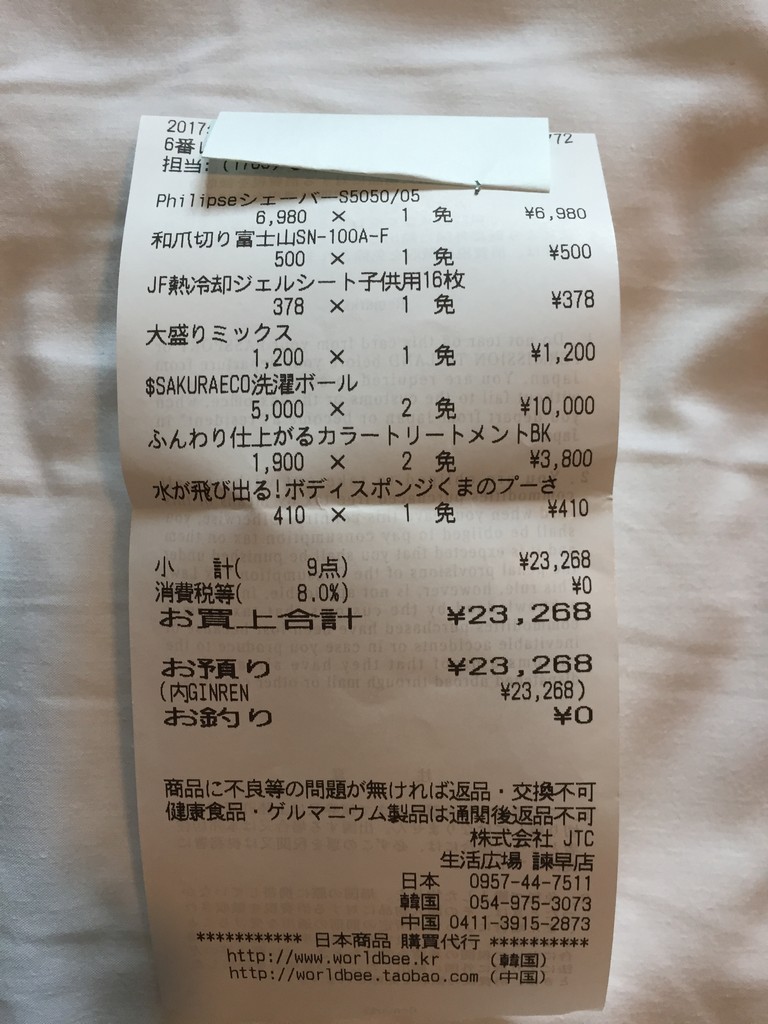 2017
6番
772
担当:
PhilipseシェーバーS5050/05
6,980 × 1 免 ¥6,980
和爪切り富士山SN-100A-F
500 × 1 免 ¥500
JF熱冷却ジェルシート子供用16枚
378 × 1 免 ¥378
大盛りミックス
1,200 × 1 免 ¥1,200
$SAKURAECO洗濯ボール
5,000 × 2 免 ¥10,000
ふんわり仕上がるカラートリートメントBK
1,900 × 2 免 ¥3,800
水が飛び出る!ボディスポンジくまのプーさ
410 × 1 免 ¥410
小 計( 9点) ¥23,268
消費税等( 8.0%) ¥0
お買上合計 ¥23,268
お預り ¥23,268
(内GINREN ¥23,268)
お釣り ¥0
商品に不良等の問題が無ければ返品・交換不可
健康食品・ゲルマニウム製品は通関後返品不可
株式会社 JTC
生活広場 諫早店
日本 0957-44-7511
韓国 054-975-3073
中国 0411-3915-2873
*********** 日本商品 購買代行 **********
http://www.worldbee.kr (韓国)
http://worldbee.taobao.com (中国)